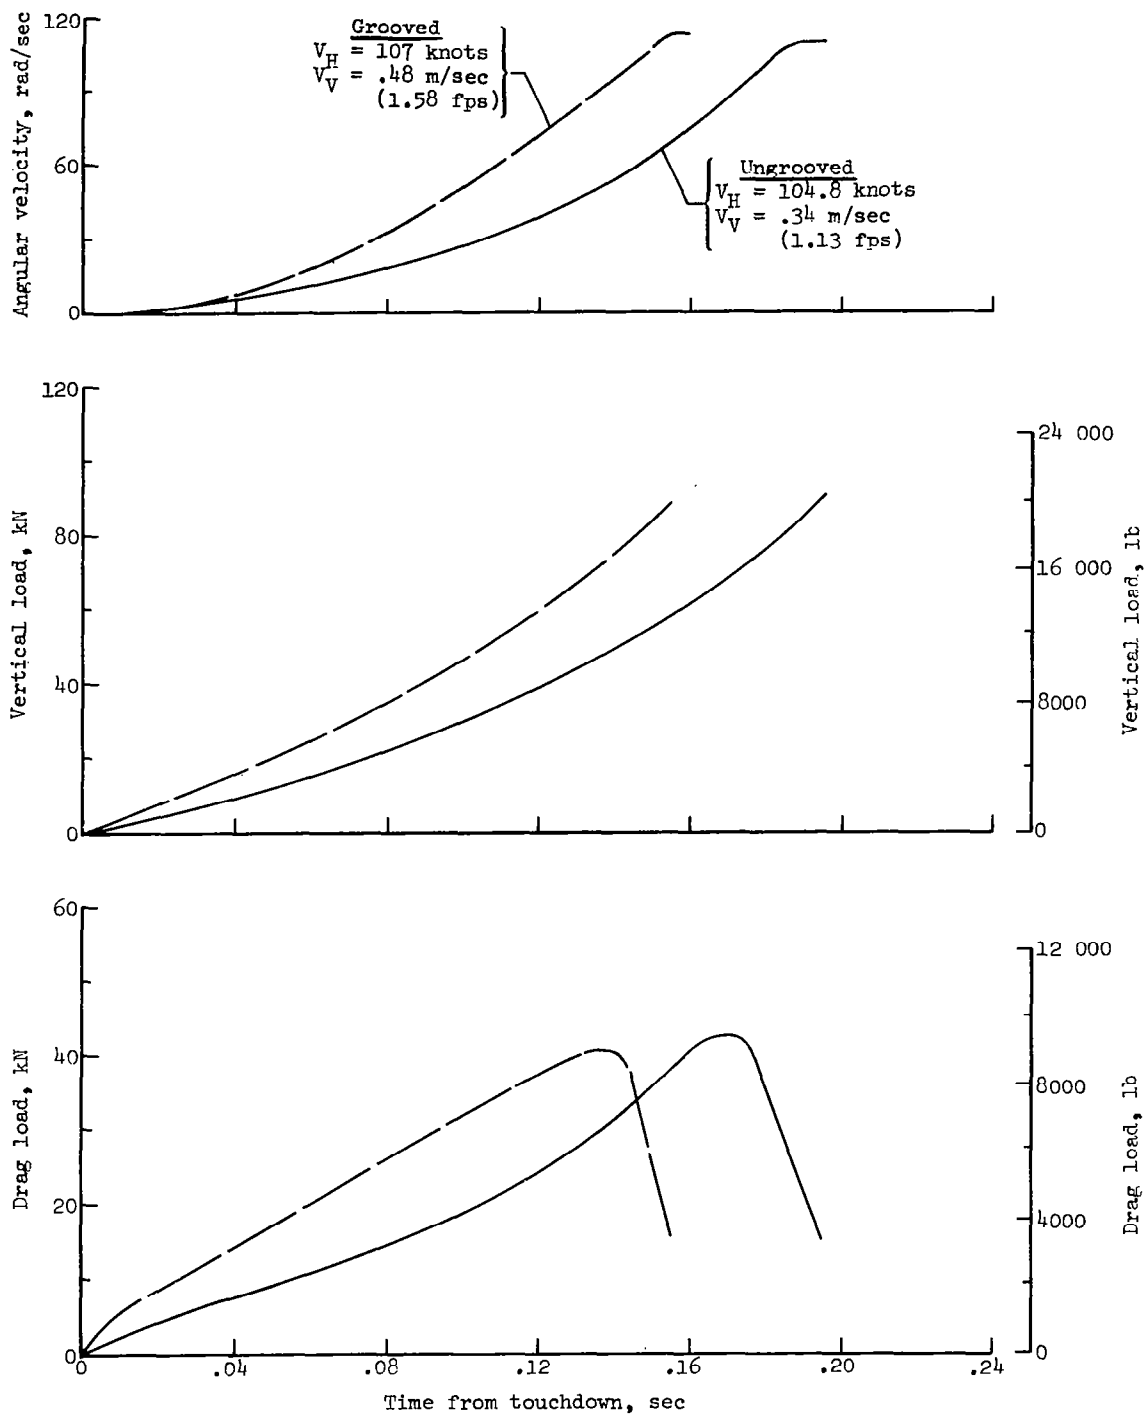 120
60
0
Angular velocity, rad/sec
Grooved
V_H = 107 knots
V_V = .48 m/sec
(1.58 fps)
Ungrooved
V_H = 104.8 knots
V_V = .34 m/sec
(1.13 fps)
120
80
40
0
Vertical load, kN
24 000
16 000
8000
0
Vertical load, lb
60
40
20
0
Drag load, kN
12 000
8000
4000
0
Drag load, lb
0 .04 .08 .12 .16 .20 .24
Time from touchdown, sec